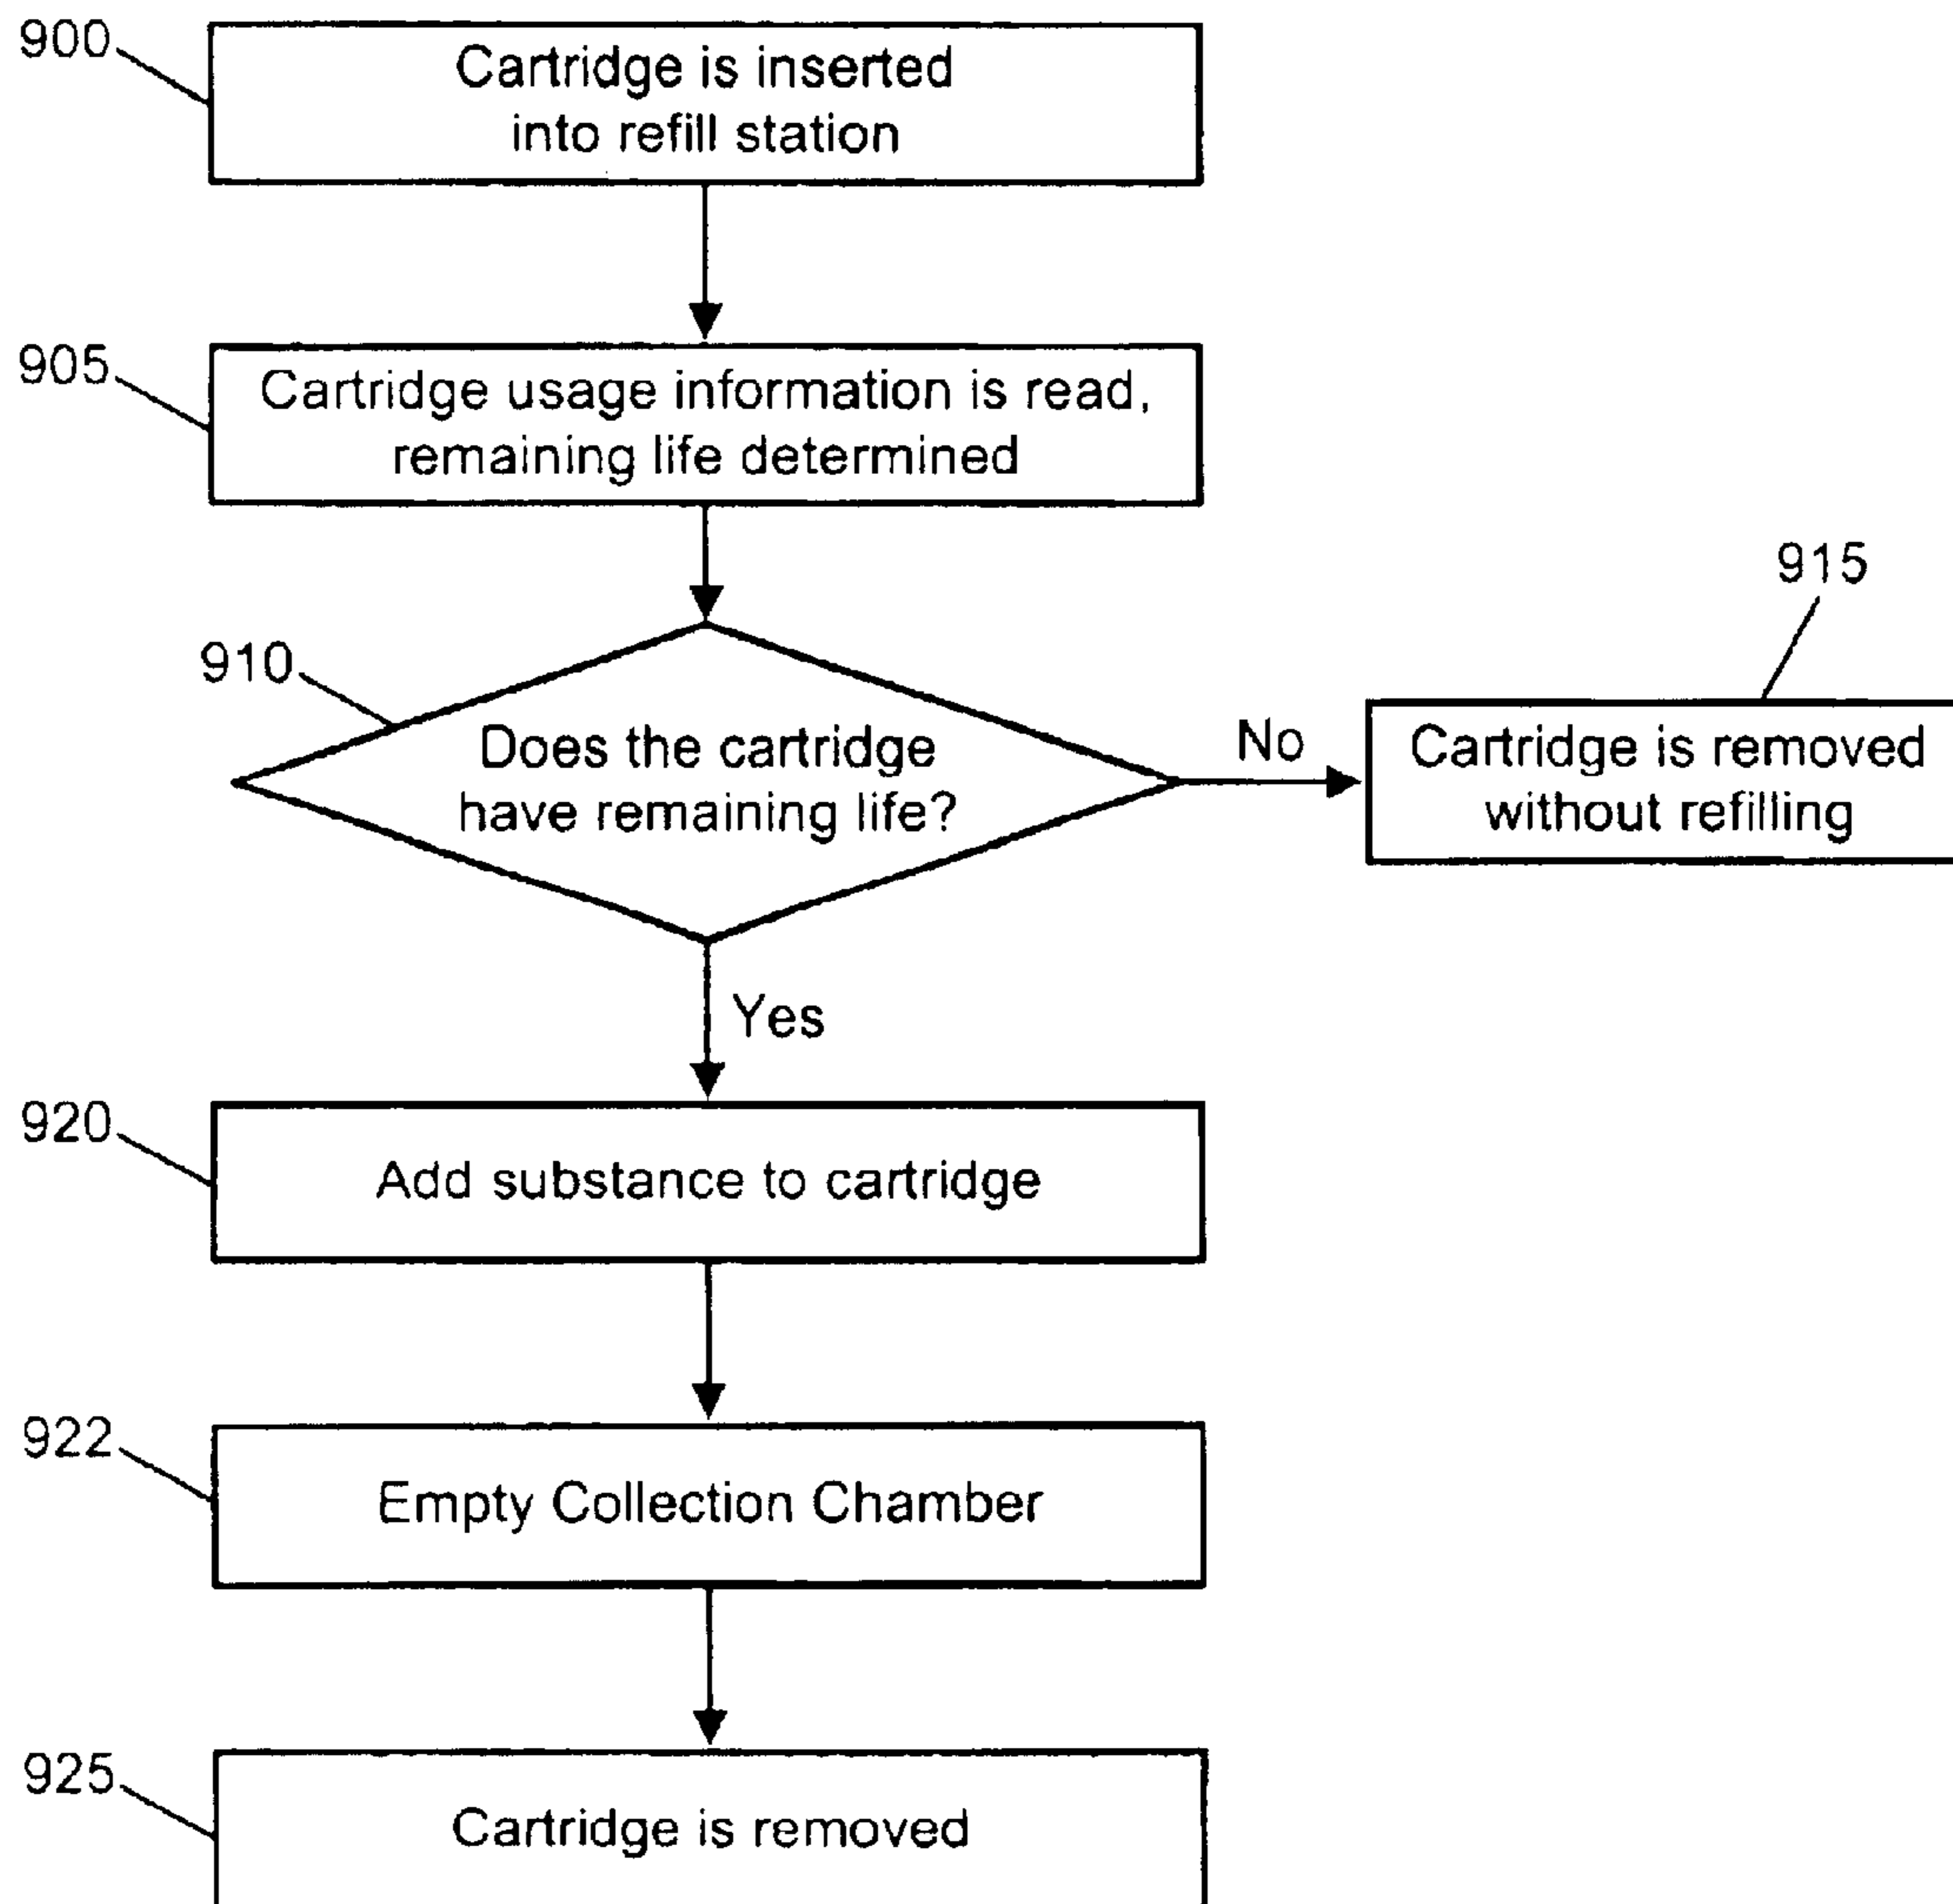 900
Cartridge is inserted
into refill station
905
Cartridge usage information is read,
remaining life determined
915
910
Does the cartridge
have remaining life?
No
Cartridge is removed
without refilling
Yes
920
Add substance to cartridge
922
Empty Collection Chamber
925
Cartridge is removed